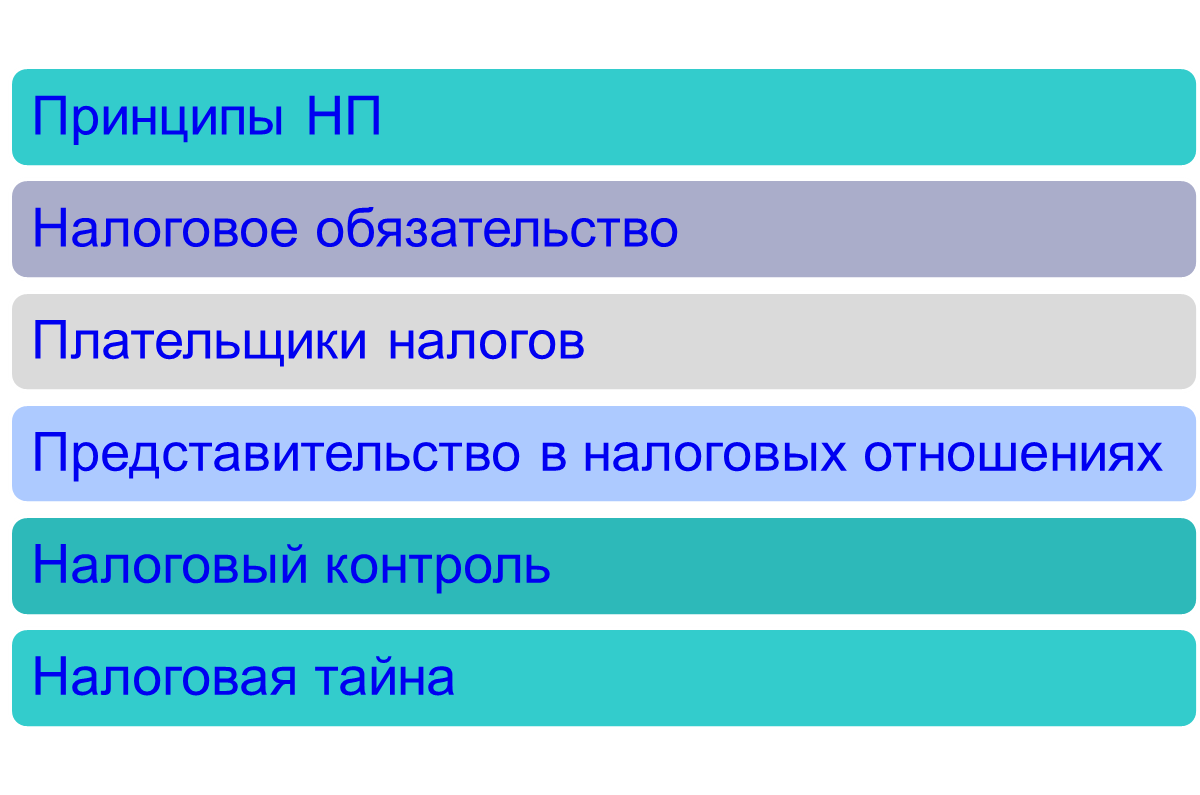 Принципы НП
Налоговое обязательство
Плательщики налогов
Представительство в налоговых отношениях
Налоговый контроль
Налоговая тайна